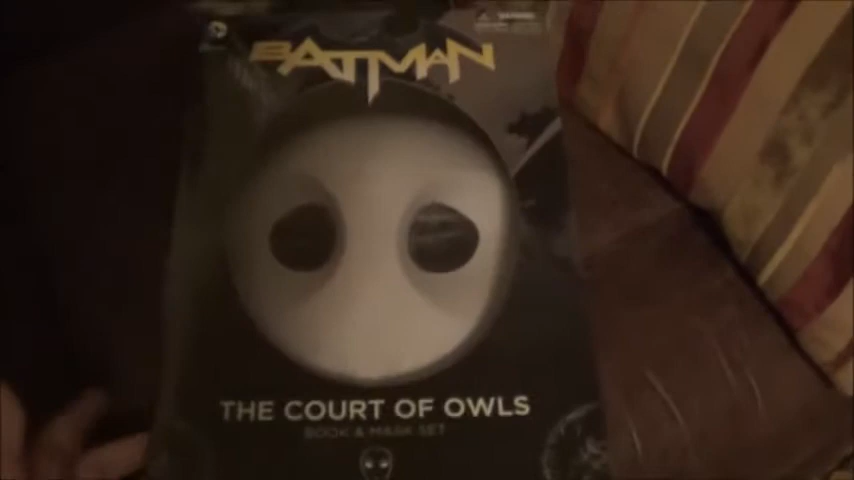 BATMAN
THE COURT OF OWLS
BOOK & MASK SET